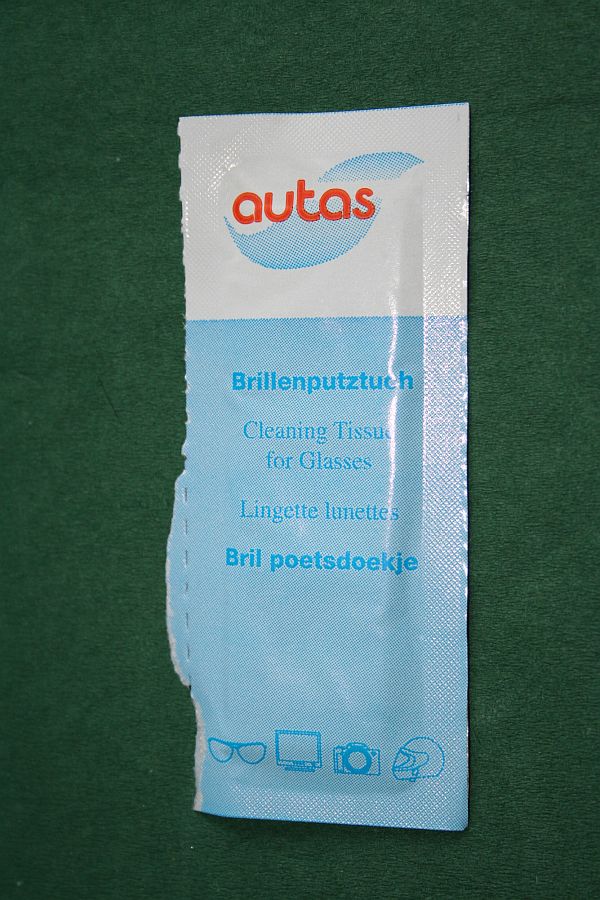 autas
Brillenputztuch
Cleaning Tissue
for Glasses
Lingette lunettes
Bril poetsdoekje